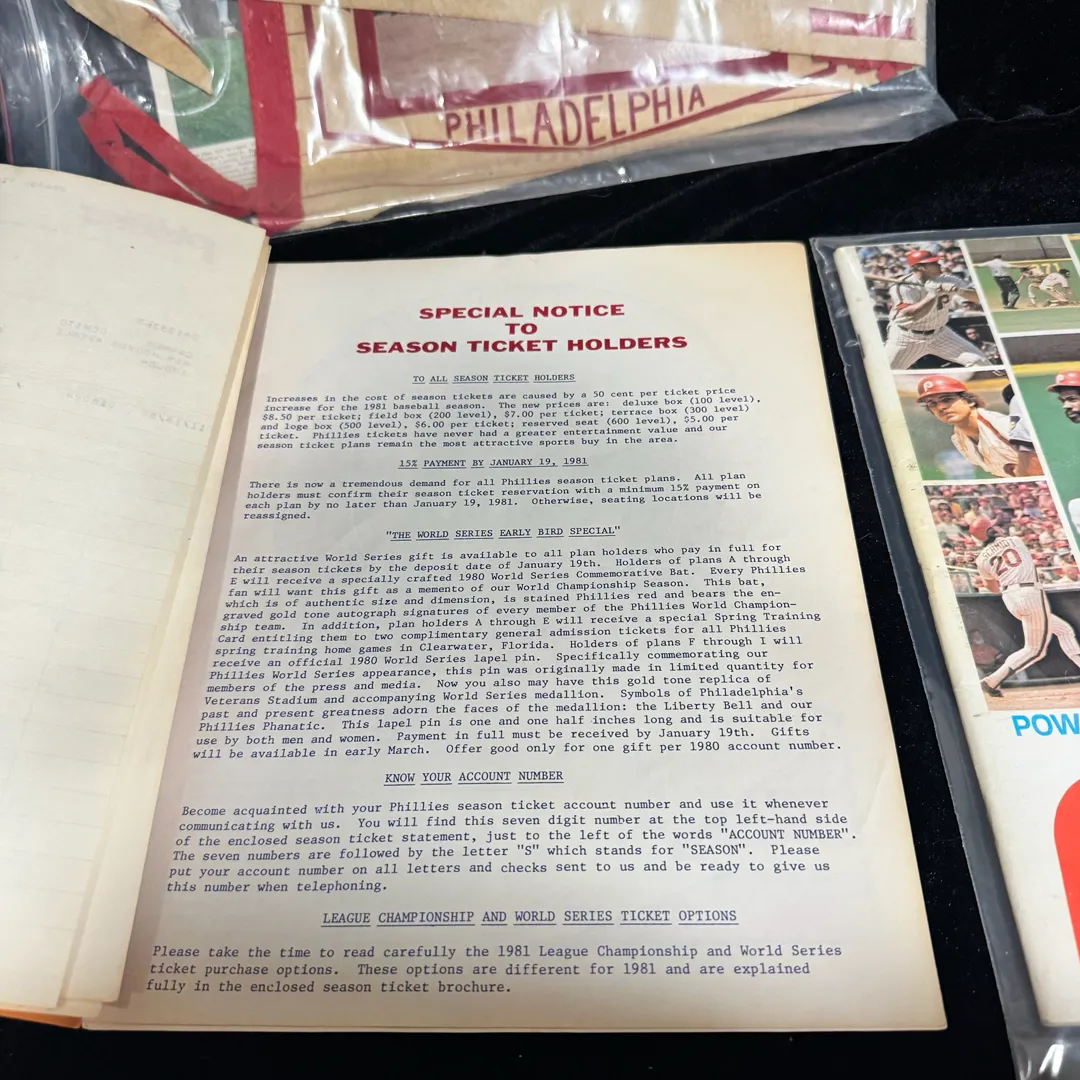 PHILADELPHIA
SPECIAL NOTICE
TO
SEASON TICKET HOLDERS
TO ALL SEASON TICKET HOLDERS
Increases in the cost of season tickets are caused by a 50 cent per ticket price
increase for the 1981 baseball season. The new prices are: deluxe box (100 level),
$8.50 per ticket; field box (200 level), $7.00 per ticket; terrace box (300 level)
and loge box (500 level), $6.00 per ticket; reserved seat (600 level), $5.00 per
ticket. Phillies tickets have never had a greater entertainment value and our
season ticket plans remain the most attractive sports buy in the area.
15% PAYMENT BY JANUARY 19, 1981
There is now a tremendous demand for all Phillies season ticket plans. All plan
holders must confirm their season ticket reservation with a minimum 15% payment on
each plan by no later than January 19, 1981. Otherwise, seating locations will be
reassigned.
"THE WORLD SERIES EARLY BIRD SPECIAL"
An attractive World Series gift is available to all plan holders who pay in full for
their season tickets by the deposit date of January 19th. Holders of plans A through
E will receive a specially crafted 1980 World Series Commemorative Bat. Every Phillies
fan will want this gift as a memento of our World Championship Season. This bat,
which is of authentic size and dimension, is stained Phillies red and bears the en-
graved gold tone autograph signatures of every member of the Phillies World Champion-
ship team. In addition, plan holders A through E will receive a special Spring Training
Card entitling them to two complimentary general admission tickets for all Phillies
spring training home games in Clearwater, Florida. Holders of plans F through I will
receive an official 1980 World Series lapel pin. Specifically commemorating our
Phillies World Series appearance, this pin was originally made in limited quantity for
members of the press and media. Now you also may have this gold tone replica of
Veterans Stadium and accompanying World Series medallion. Symbols of Philadelphia's
past and present greatness adorn the faces of the medallion: the Liberty Bell and our
Phillies Phanatic. This lapel pin is one and one half inches long and is suitable for
use by both men and women. Payment in full must be received by January 19th. Gifts
will be available in early March. Offer good only for one gift per 1980 account number.
KNOW YOUR ACCOUNT NUMBER
Become acquainted with your Phillies season ticket account number and use it whenever
communicating with us. You will find this seven digit number at the top left-hand side
of the enclosed season ticket statement, just to the left of the words "ACCOUNT NUMBER".
The seven numbers are followed by the letter "S" which stands for "SEASON". Please
put your account number on all letters and checks sent to us and be ready to give us
this number when telephoning.
LEAGUE CHAMPIONSHIP AND WORLD SERIES TICKET OPTIONS
Please take the time to read carefully the 1981 League Championship and World Series
ticket purchase options. These options are different for 1981 and are explained
fully in the enclosed season ticket brochure.
371
P
P
SCHMIDT
20
POW